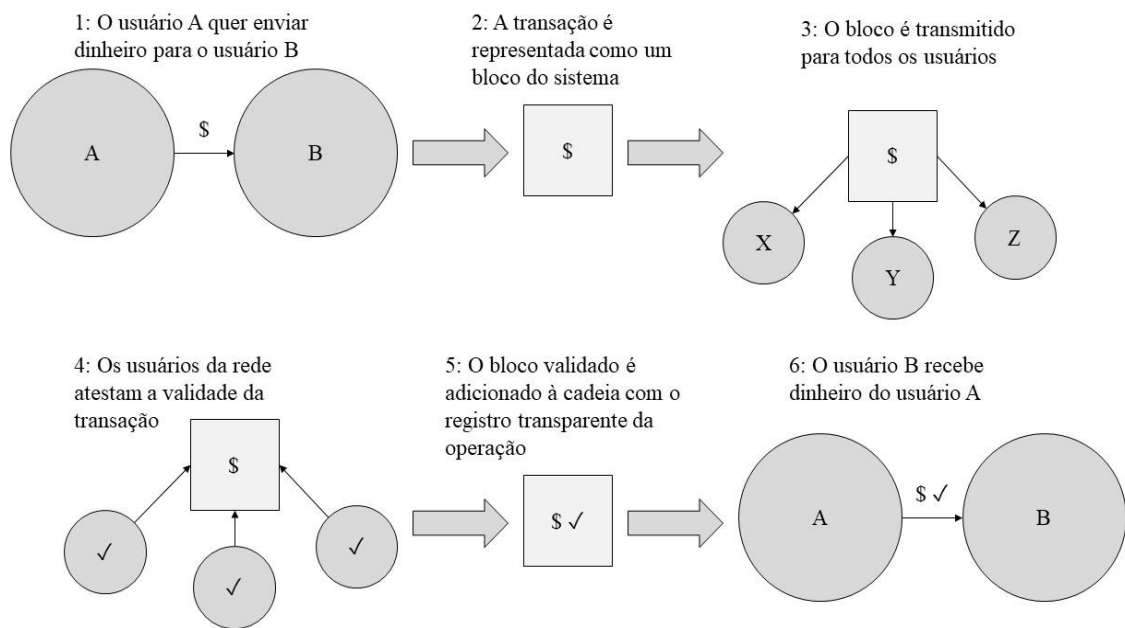 1: O usuário A quer enviar
dinheiro para o usuário B
2: A transação é
representada como um
bloco do sistema
3: O bloco é transmitido
para todos os usuários
A
$
B
$
$
X
Y
Z
4: Os usuários da rede
atestam a validade da
transação
5: O bloco validado é
adicionado à cadeia com o
registro transparente da
operação
6: O usuário B recebe
dinheiro do usuário A
$
✓
✓
✓
$ ✓
A
$ ✓
B